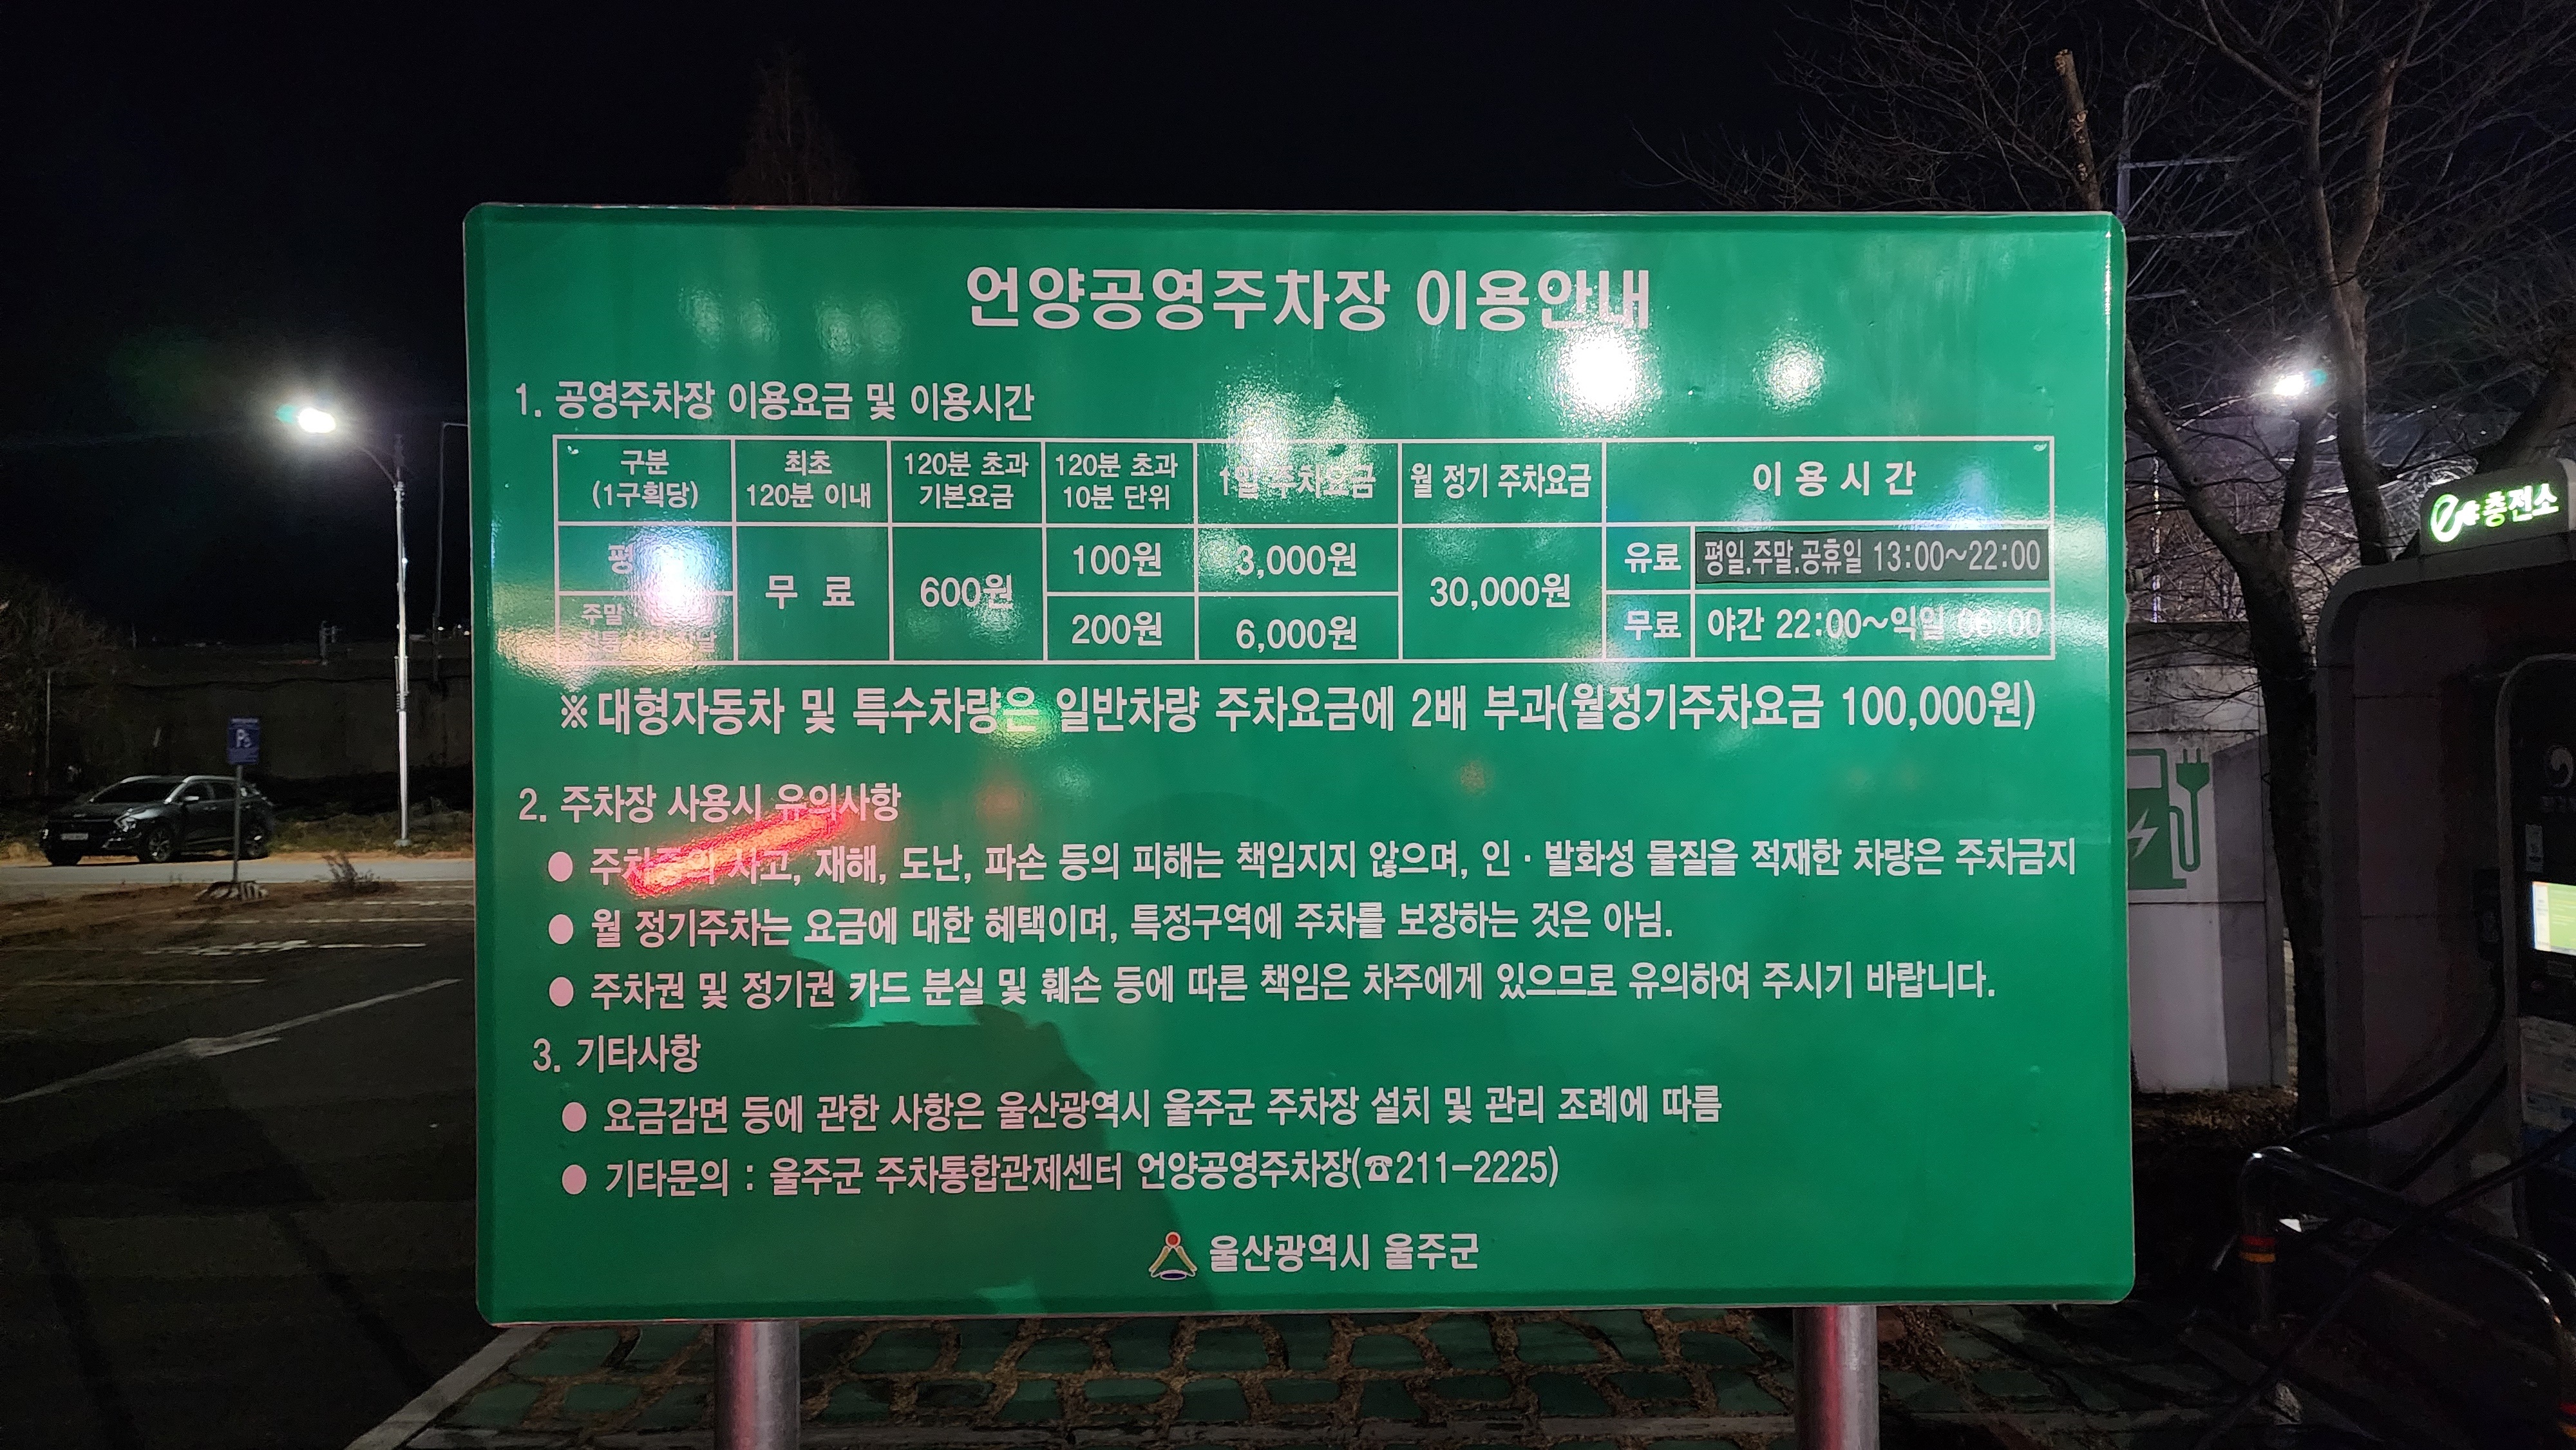 언양공영주차장 이용안내
1. 공영주차장 이용요금 및 이용시간
구분
(1구획당)
최초
120분 이내
120분 초과
기본요금
120분 초과
10분 단위
1일 주차요금
월 정기 주차요금
이 용 시 간
무 료
600원
100원
3,000원
30,000원
유료
평일.주말.공휴일 13:00~22:00
주말
200원
6,000원
무료
야간 22:00~익일
※대형자동차 및 특수차량은 일반차량 주차요금에 2배 부과(월정기주차요금 100,000원)
2. 주차장 사용시 유의사항
● 사고, 재해, 도난, 파손 등의 피해는 책임지지 않으며, 인·발화성 물질을 적재한 차량은 주차금지
● 월 정기주차는 요금에 대한 혜택이며, 특정구역에 주차를 보장하는 것은 아님.
● 주차권 및 정기권 카드 분실 및 훼손 등에 따른 책임은 차주에게 있으므로 유의하여 주시기 바랍니다.
3. 기타사항
● 요금감면 등에 관한 사항은 울산광역시 울주군 주차장 설치 및 관리 조례에 따름
● 기타문의 : 울주군 주차통합관제센터 언양공영주차장(☎211-2225)
울산광역시 울주군
충전소